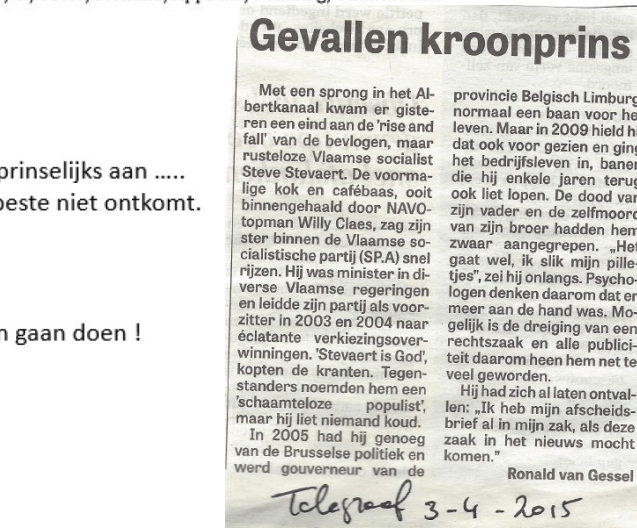 Gevallen kroonprins
Met een sprong in het Al-
bertkanaal kwam er giste-
ren een eind aan de 'rise and
fall' van de bevlogen, maar
rusteloze Vlaamse socialist
Steve Stevaert. De voorma-
lige kok en cafébaas, ooit
binnengehaald door NAVO-
topman Willy Claes, zag zijn
ster binnen de Vlaamse so-
cialistische partij (SP.A) snel
rijzen. Hij was minister in di-
verse Vlaamse regeringen
en leidde zijn partij als voor-
zitter in 2003 en 2004 naar
éclatante verkiezingsover-
winningen. 'Stevaert is God',
kopten de kranten. Tegen-
standers noemden hem een
'schaamteloze populist',
maar hij liet niemand koud.
In 2005 had hij genoeg
van de Brusselse politiek en
werd gouverneur van de
provincie Belgisch Limburg
normaal een baan voor he
leven. Maar in 2009 hield hi
dat ook voor gezien en ging
het bedrijfsleven in, banen
die hij enkele jaren terug
ook liet lopen. De dood van
zijn vader en de zelfmoord
van zijn broer hadden hem
zwaar aangegrepen. „Het
gaat wel, ik slik mijn pille-
tjes”, zei hij onlangs. Psycho-
logen denken daarom dat er
meer aan de hand was. Mo-
gelijk is de dreiging van een
rechtszaak en alle publici-
teit daarom heen hem net te
veel geworden.
Hij had zich al laten ontval-
len: „Ik heb mijn afscheids-
brief al in mijn zak, als deze
zaak in het nieuws mocht
komen.”
Ronald van Gessel
Telegraaf 3-4-2015
prinselijks aan .....
beste niet ontkomt.
gaan doen !